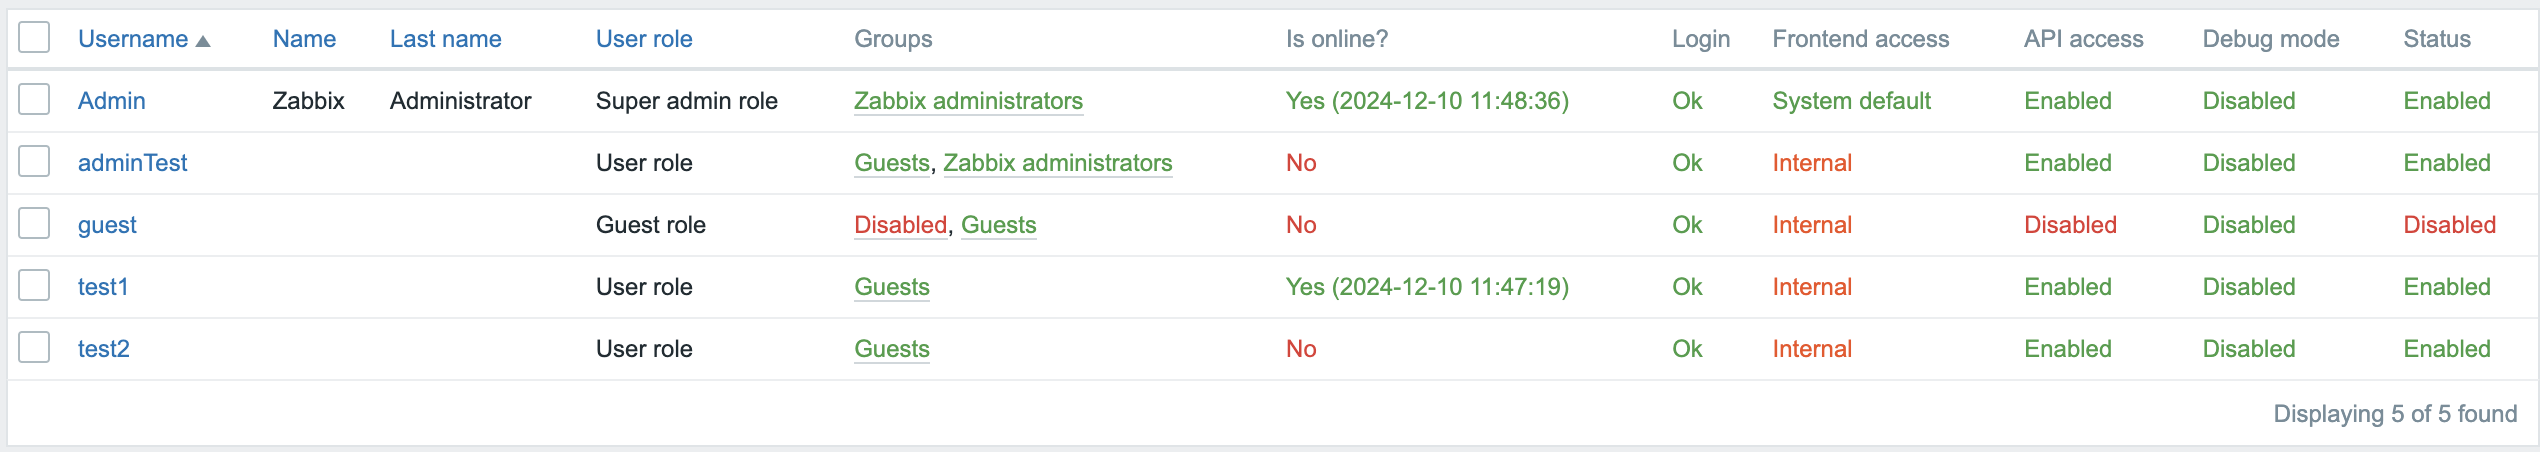 Username ▲ Name Last name User role Groups Is online? Login Frontend access API access Debug mode Status
Admin Zabbix Administrator Super admin role Zabbix administrators Yes (2024-12-10 11:48:36) Ok System default Enabled Disabled Enabled
adminTest User role Guests, Zabbix administrators No Ok Internal Enabled Disabled Enabled
guest Guest role Disabled, Guests No Ok Internal Disabled Disabled Disabled
test1 User role Guests Yes (2024-12-10 11:47:19) Ok Internal Enabled Disabled Enabled
test2 User role Guests No Ok Internal Enabled Disabled Enabled
Displaying 5 of 5 found